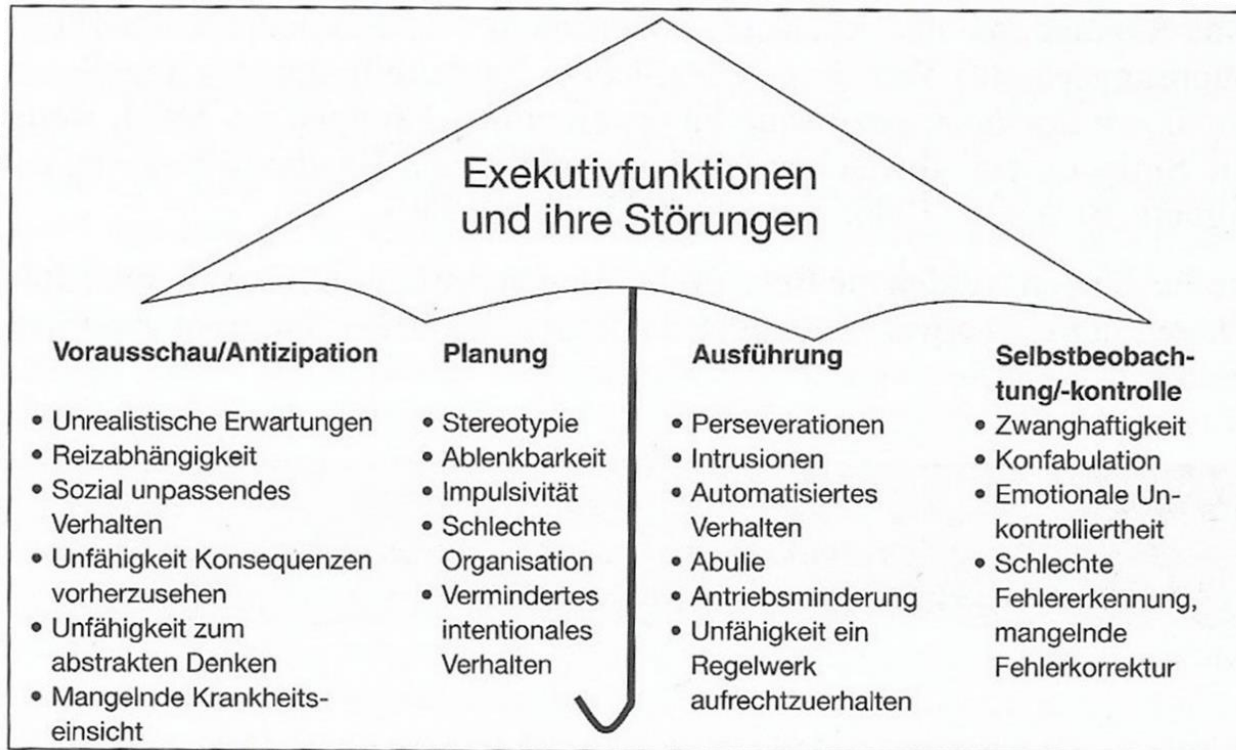 Exekutivfunktionen
und ihre Störungen
Vorausschau/Antizipation
• Unrealistische Erwartungen
• Reizabhängigkeit
• Sozial unpassendes
Verhalten
• Unfähigkeit Konsequenzen
vorherzusehen
• Unfähigkeit zum
abstrakten Denken
• Mangelnde Krankheits-
einsicht
Planung
• Stereotypie
• Ablenkbarkeit
• Impulsivität
• Schlechte
Organisation
• Vermindertes
intentionales
Verhalten
Ausführung
• Perseverationen
• Intrusionen
• Automatisiertes
Verhalten
• Abulie
• Antriebsminderung
• Unfähigkeit ein
Regelwerk
aufrechtzuerhalten
Selbstbeobach-
tung/-kontrolle
• Zwanghaftigkeit
• Konfabulation
• Emotionale Un-
kontrolliertheit
• Schlechte
Fehlererkennung,
mangelnde
Fehlerkorrektur